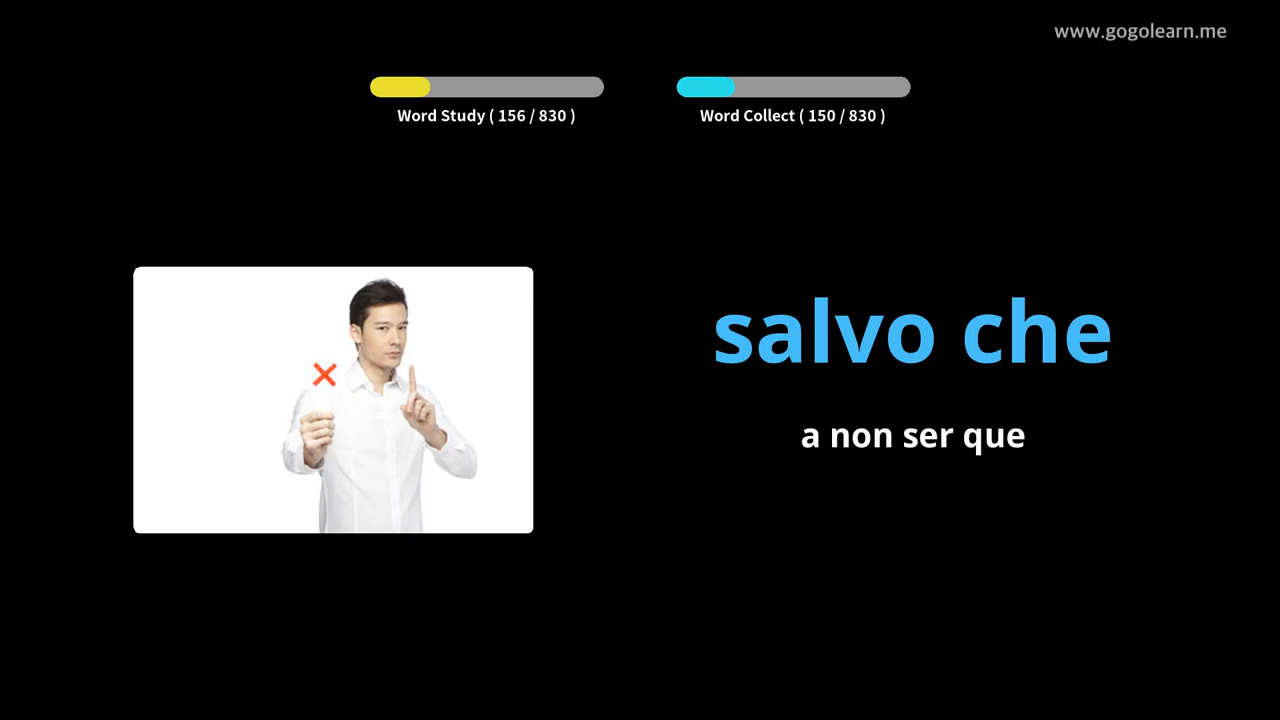 www.gogolearn.me
Word Study ( 156 / 830 )
Word Collect ( 150 / 830 )
salvo che
a non ser que